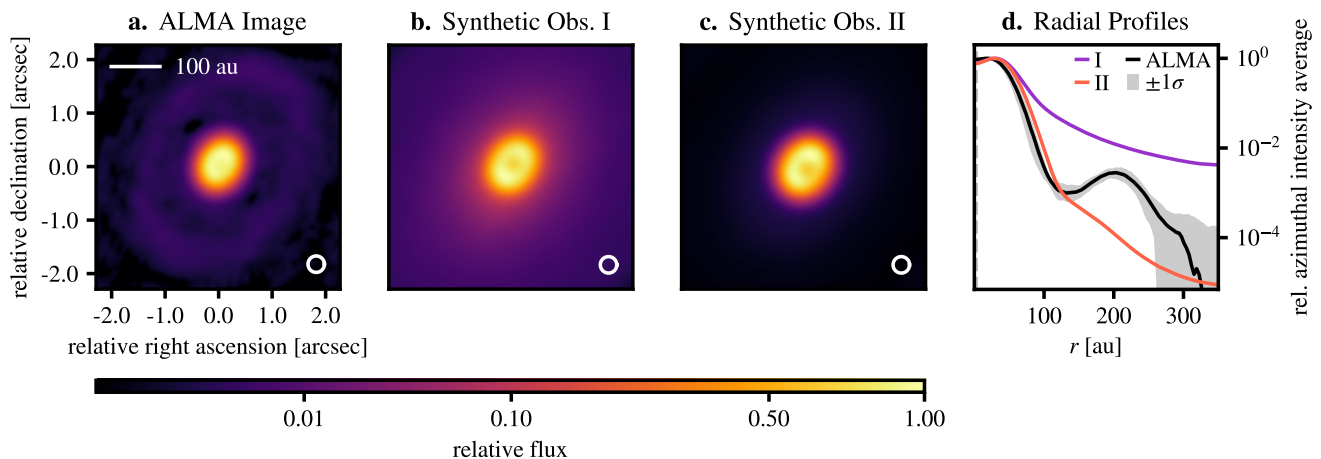 a. ALMA Image
b. Synthetic Obs. I
c. Synthetic Obs. II
d. Radial Profiles
relative declination [arcsec]
2.0
1.0
0.0
-1.0
-2.0
100 au
-2.0 -1.0 0.0 1.0 2.0
relative right ascension [arcsec]
I
II
ALMA
±1σ
10⁰
10⁻²
10⁻⁴
rel. azimuthal intensity average
100 200 300
r [au]
0.01 0.10 0.50 1.00
relative flux